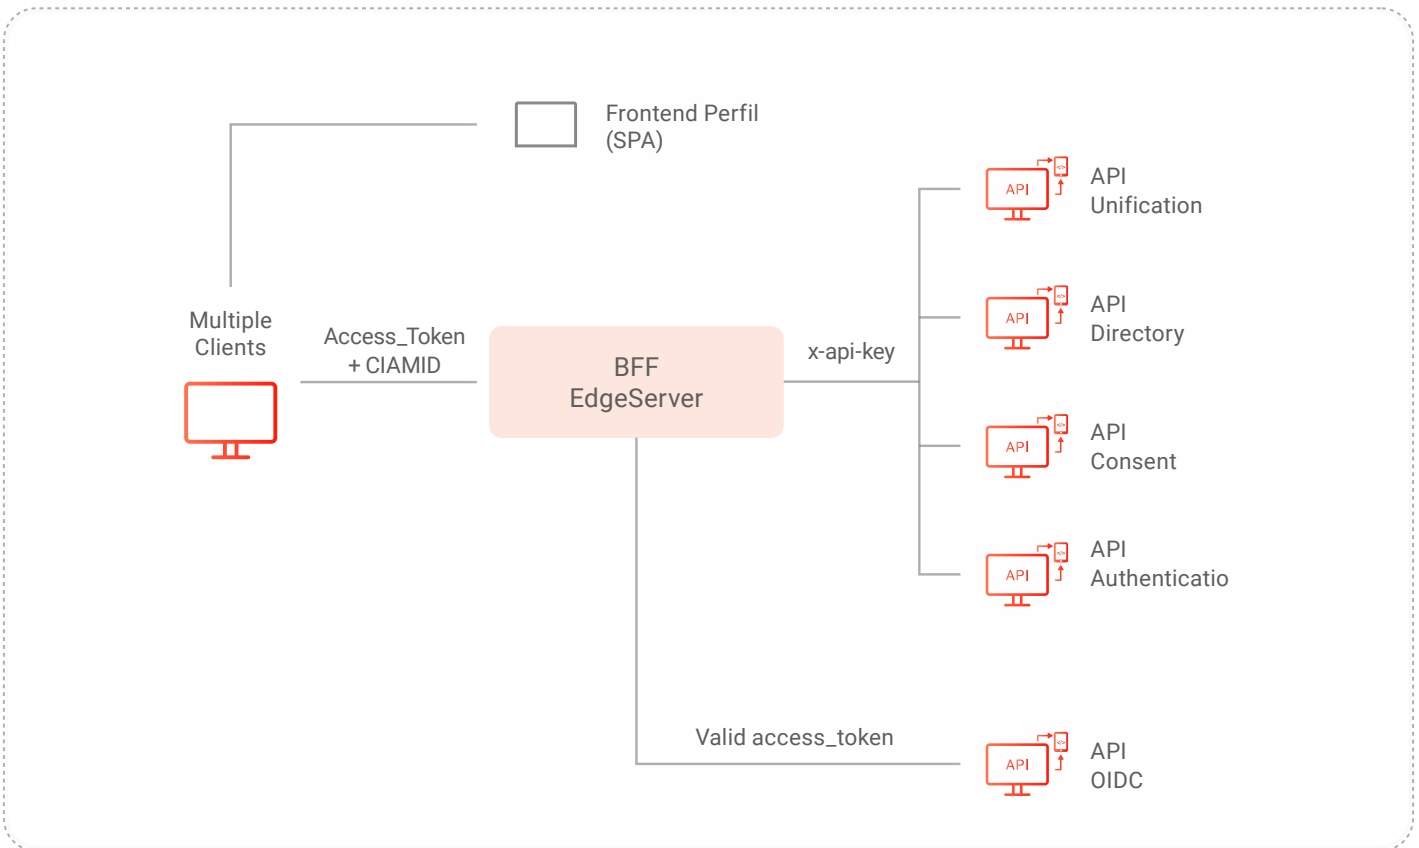 Frontend Perfil
(SPA)
Multiple
Clients
Access_Token
+ CIAMID
BFF
EdgeServer
x-api-key
API
API
Unification
API
API
Directory
API
API
Consent
API
API
Authenticatio
Valid access_token
API
API
OIDC